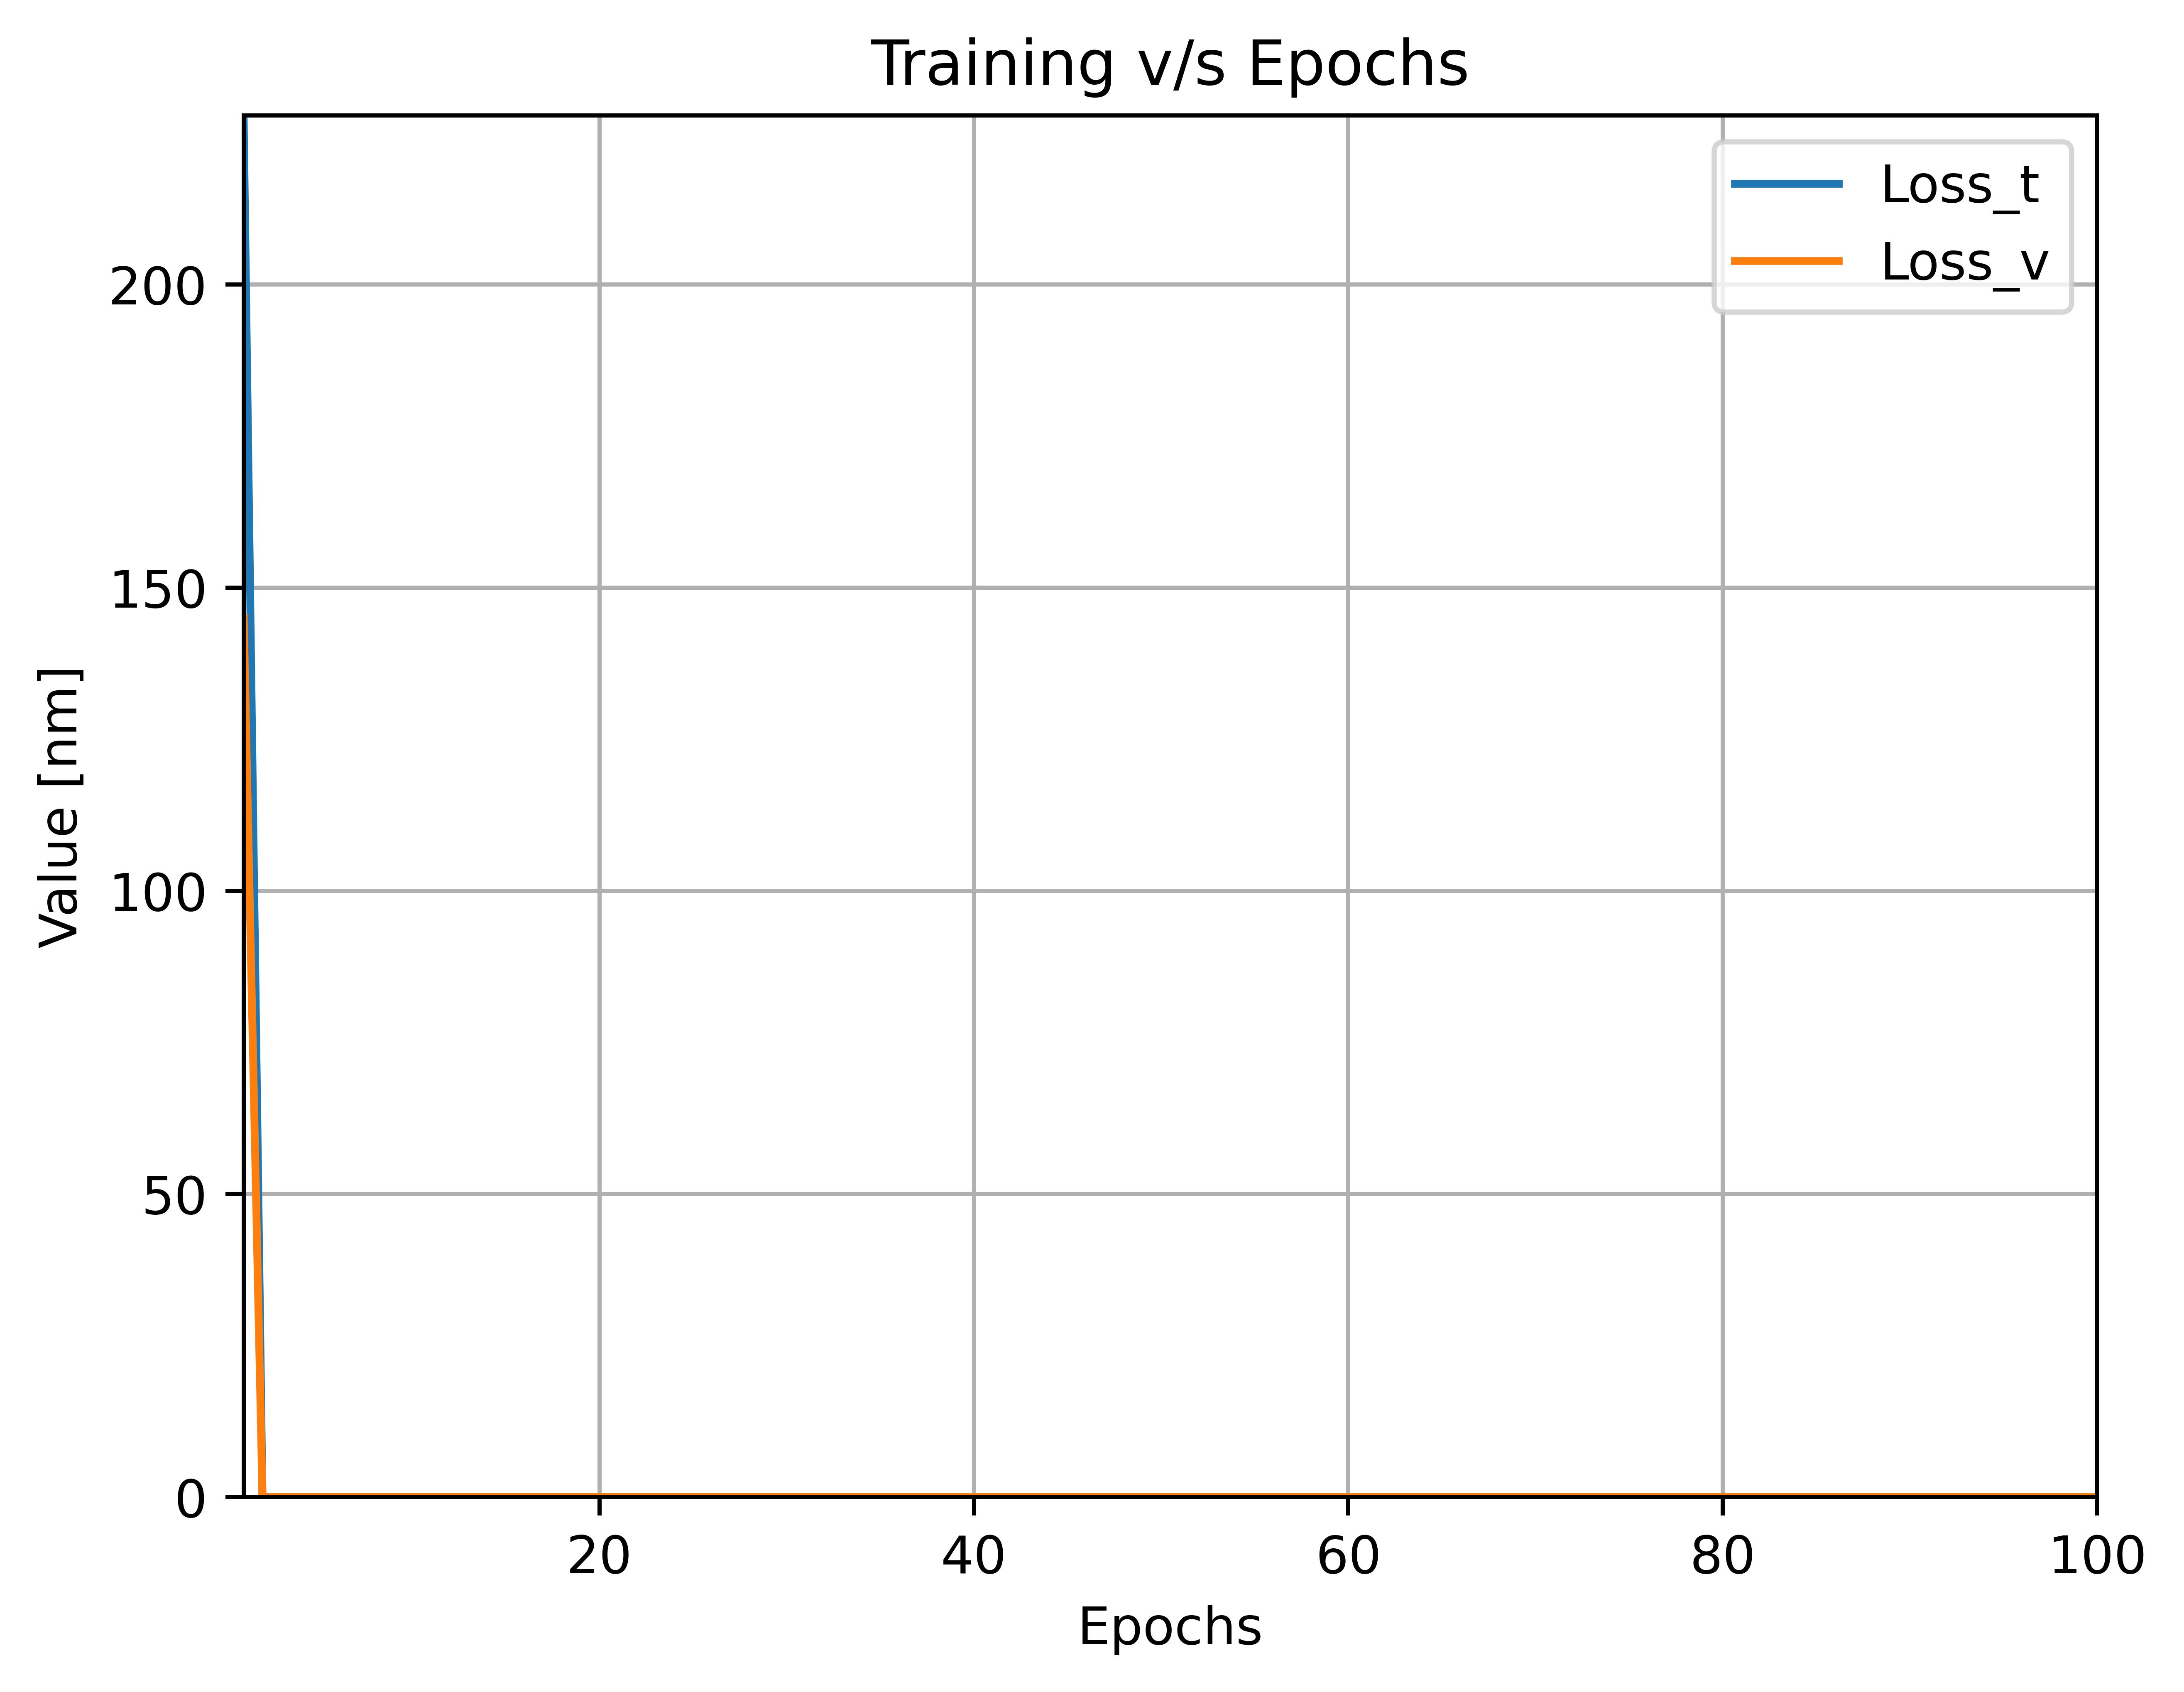 Training v/s Epochs
Loss_t
Loss_v
200
150
100
50
0
Value [nm]
20 40 60 80 100
Epochs